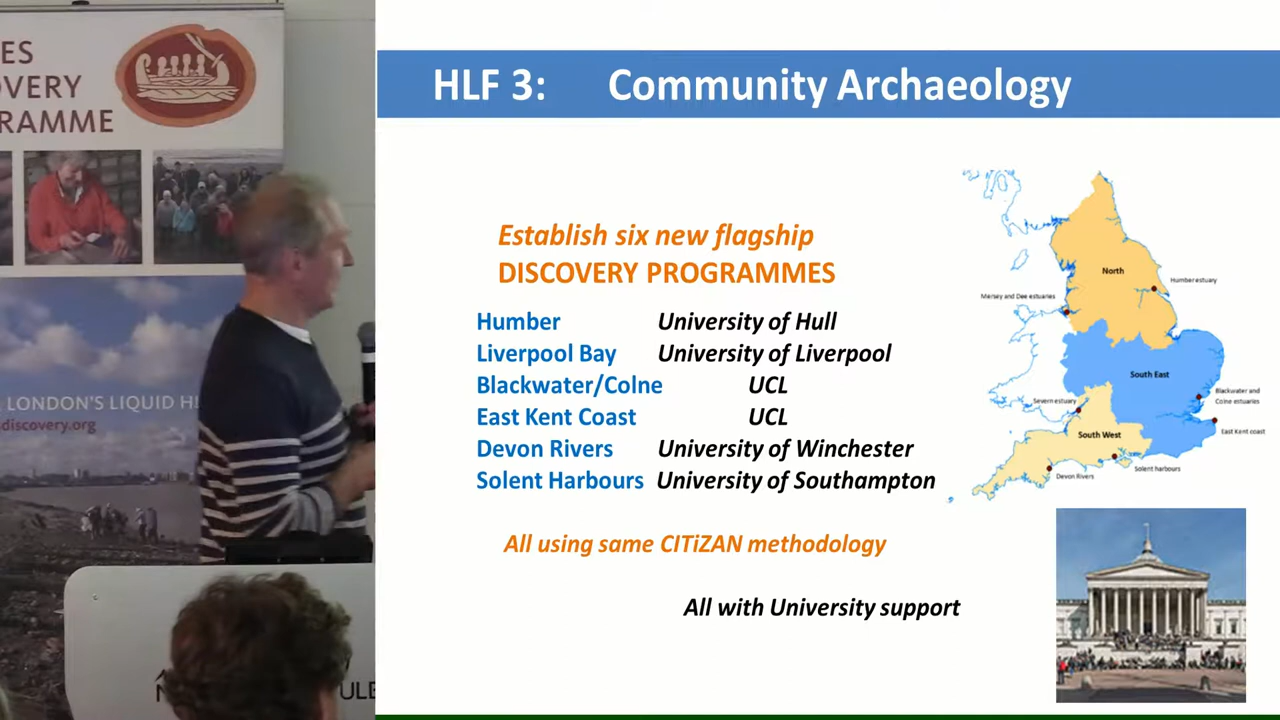 ES
OVERY
RAMME
LONDON'S LIQUID H
discovery.org
HLF 3: Community Archaeology
Establish six new flagship
DISCOVERY PROGRAMMES
Humber University of Hull
Liverpool Bay University of Liverpool
Blackwater/Colne UCL
East Kent Coast UCL
Devon Rivers University of Winchester
Solent Harbours University of Southampton
All using same CITiZAN methodology
All with University support
North
Humber estuary
Mersey and Dee estuaries
South East
Blackwater and
Colne estuaries
Severn estuary
East Kent coast
South West
Solent harbours
Devon Rivers